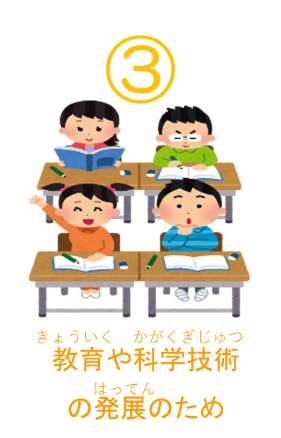 ③
きょういく かがくぎじゅつ
教育や科学技術
はってん
の発展のため